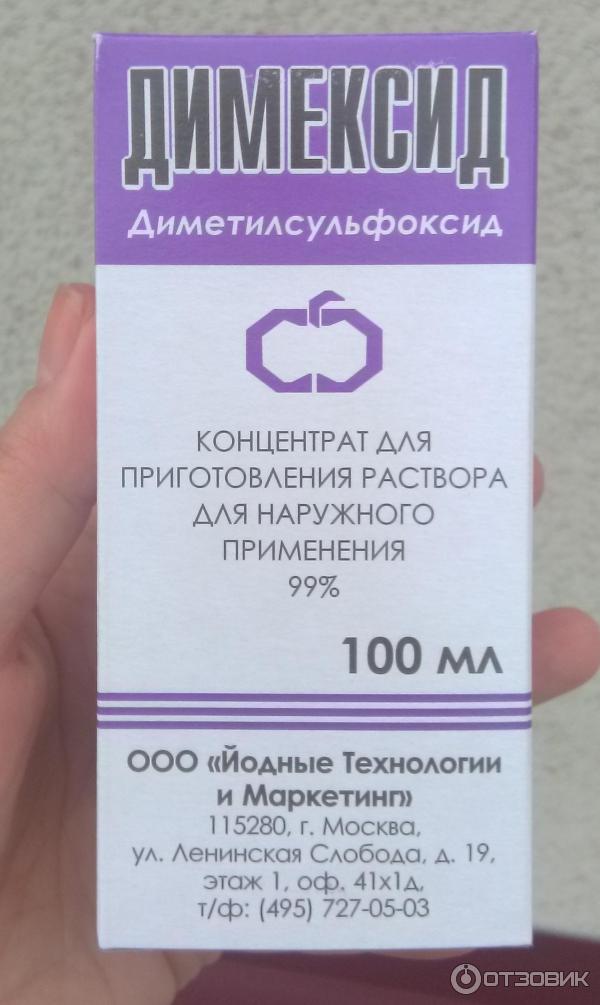 ДИМЕКСИД
Диметилсульфоксид
КОНЦЕНТРАТ ДЛЯ
ПРИГОТОВЛЕНИЯ РАСТВОРА
ДЛЯ НАРУЖНОГО
ПРИМЕНЕНИЯ
99%
100 мл
ООО «Йодные Технологии
и Маркетинг»
115280, г. Москва,
ул. Ленинская Слобода, д. 19,
этаж 1, оф. 41х1д,
т/ф: (495) 727-05-03
ОТЗОВИК